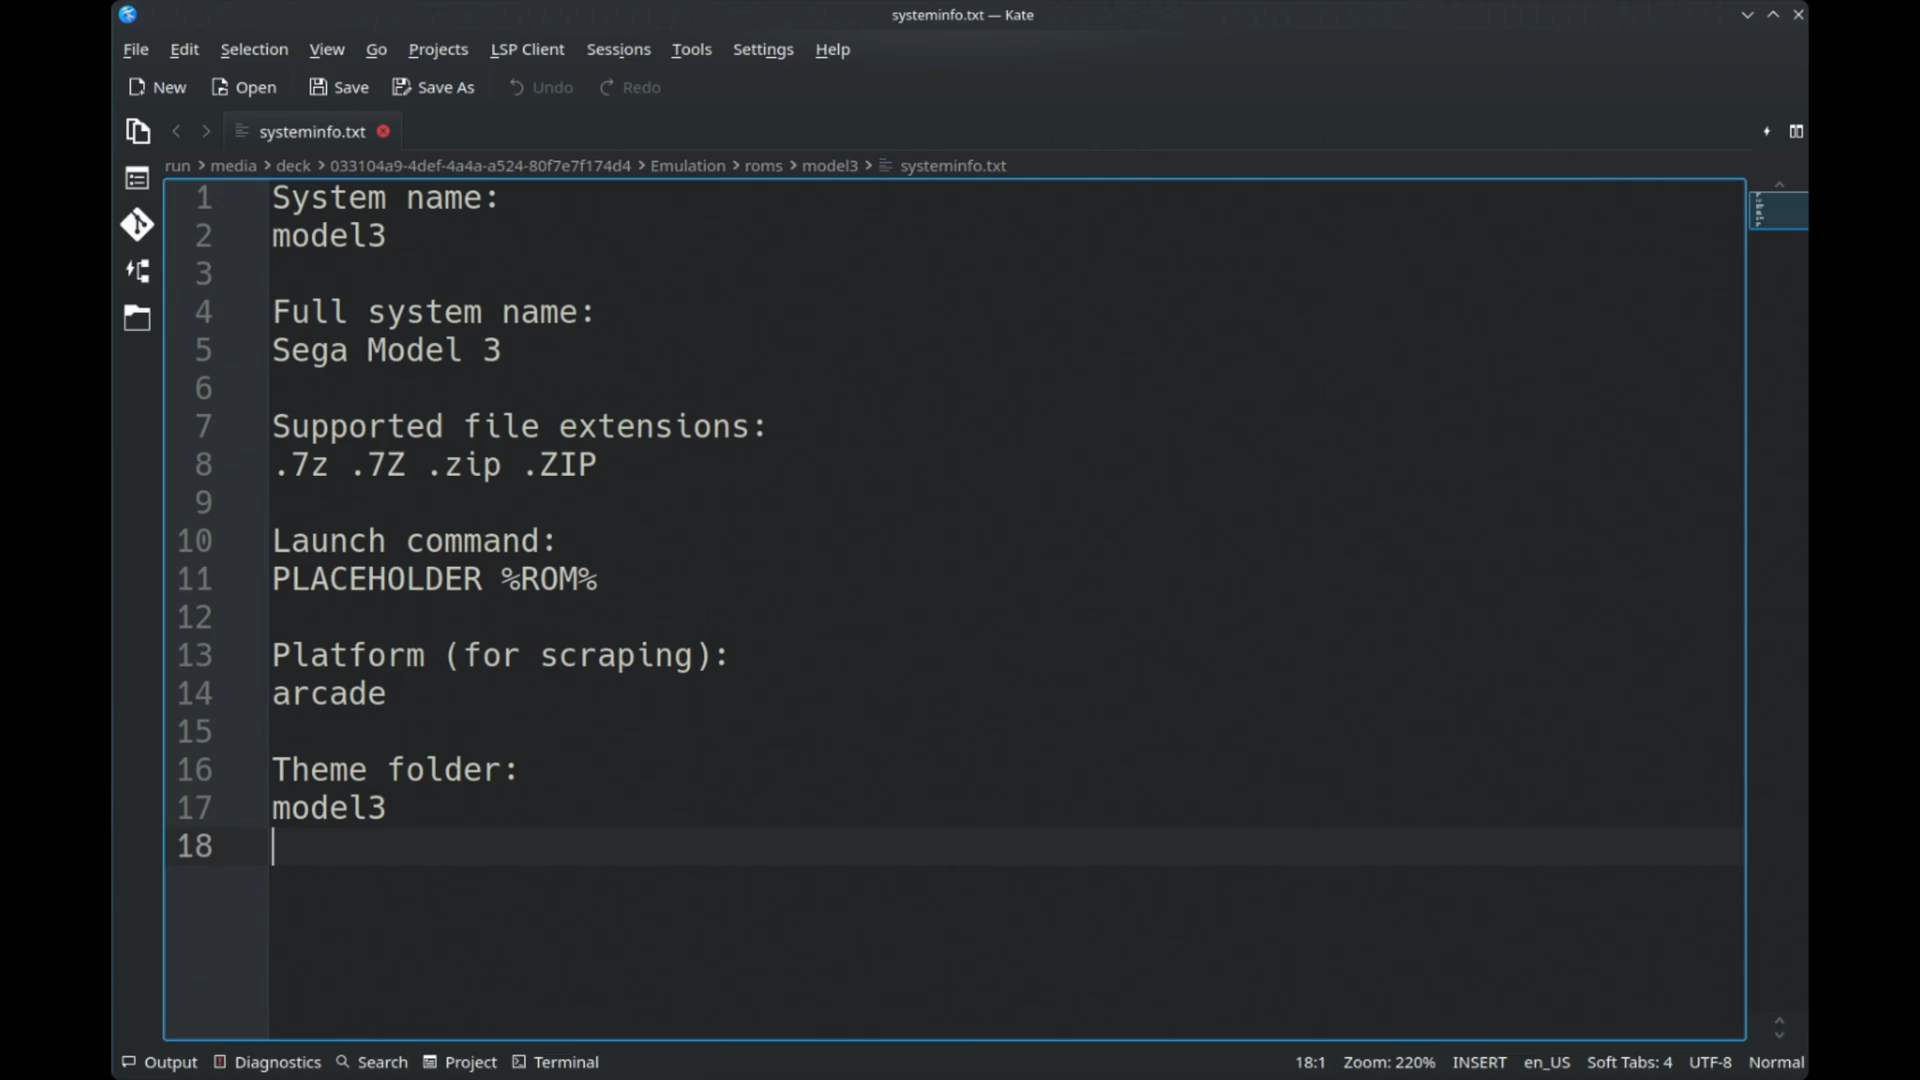 systeminfo.txt — Kate
File Edit Selection View Go Projects LSP Client Sessions Tools Settings Help
New Open Save Save As Undo Redo
systeminfo.txt
run > media > deck > 033104a9-4def-4a4a-a524-80f7e7f174d4 > Emulation > roms > model3 > systeminfo.txt
1 System name:
2 model3
3
4 Full system name:
5 Sega Model 3
6
7 Supported file extensions:
8 .7z .7Z .zip .ZIP
9
10 Launch command:
11 PLACEHOLDER %ROM%
12
13 Platform (for scraping):
14 arcade
15
16 Theme folder:
17 model3
18
Output Diagnostics Search Project Terminal 18:1 Zoom: 220% INSERT en_US Soft Tabs: 4 UTF-8 Normal